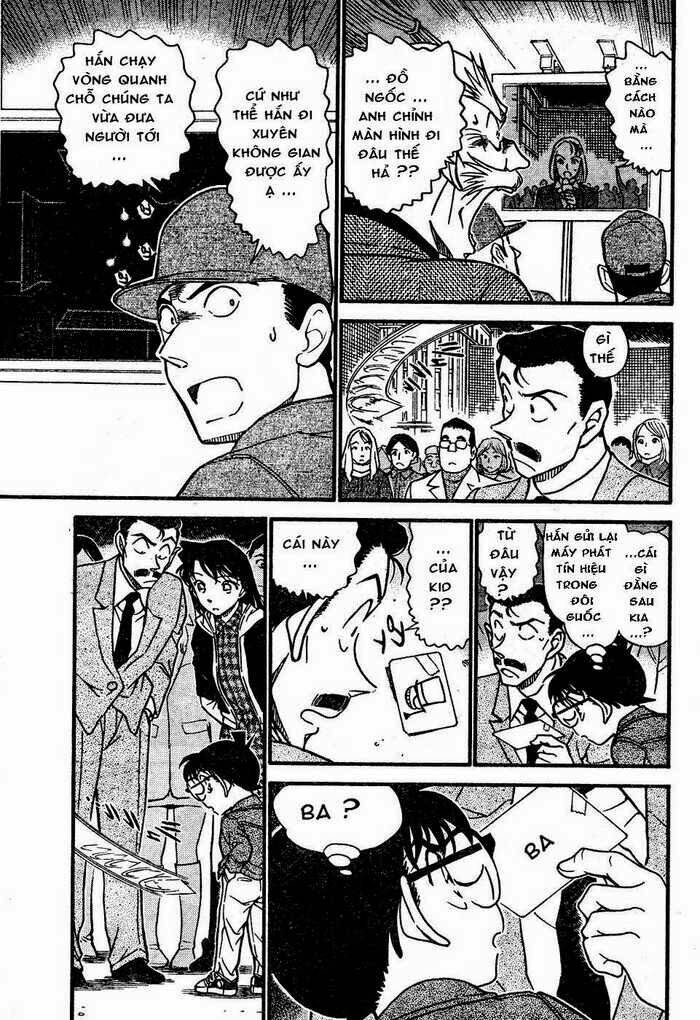 ... BẰNG
CÁCH
NÀO
MÀ
...
... ĐỒ
NGỐC ...
ANH CHỈNH
MÀN HÌNH ĐI
ĐÂU THẾ
HẢ ??
CỨ NHƯ
THỂ HẮN ĐI
XUYÊN
KHÔNG GIAN
ĐƯỢC ẤY
Ạ ...
HẮN CHẠY
VÒNG QUANH
CHỖ CHÚNG TA
VỪA ĐƯA
NGƯỜI TỚI
...
GÌ
THẾ
...CÁI
GÌ
ĐẰNG
SAU
KIA
...?
HẮN GỬI LẠI
MÁY PHÁT
TÍN HIỆU
TRONG
ĐÔI
GUỐC
...
TỪ
ĐÂU
VẬY ?
...
CỦA
KID
??
CÁI NÀY
...
BA ?
BA